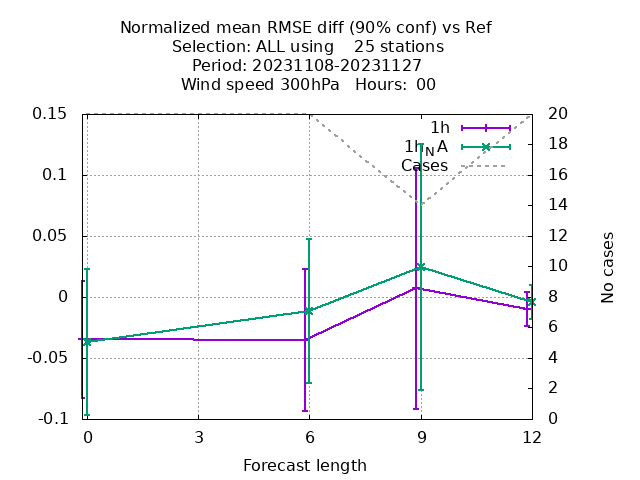 Normalized mean RMSE diff (90% conf) vs Ref
Selection: ALL using 25 stations
Period: 20231108-20231127
Wind speed 300hPa Hours: 00
0.15
0.1
0.05
0
-0.05
-0.1
20
18
16
14
12
10
8
6
4
2
0
1h
1hNA
Cases
No cases
0 3 6 9 12
Forecast length